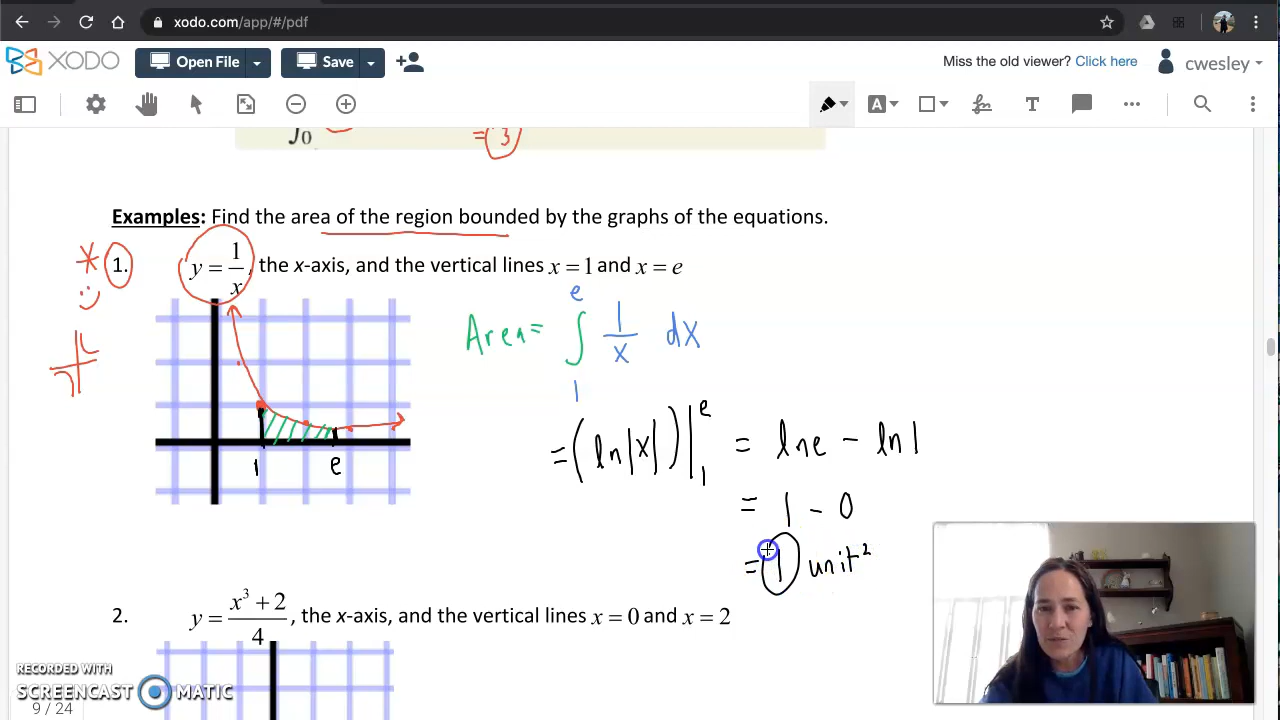 xodo.com/app/#/pdf
XODO
Open File
Save
Miss the old viewer? Click here
cwesley
A
T
∫0
= 3
Examples: Find the area of the region bounded by the graphs of the equations.
1. y = 1/x, the x-axis, and the vertical lines x = 1 and x = e
Area = ∫ 1 e 1/x dx
1 e
= (ln|x|)|₁ᵉ = ln e − ln 1
= 1 − 0
= 1 unit²
2. y = (x³ + 2)/4, the x-axis, and the vertical lines x = 0 and x = 2
RECORDED WITH
SCREENCAST MATIC
9 / 24